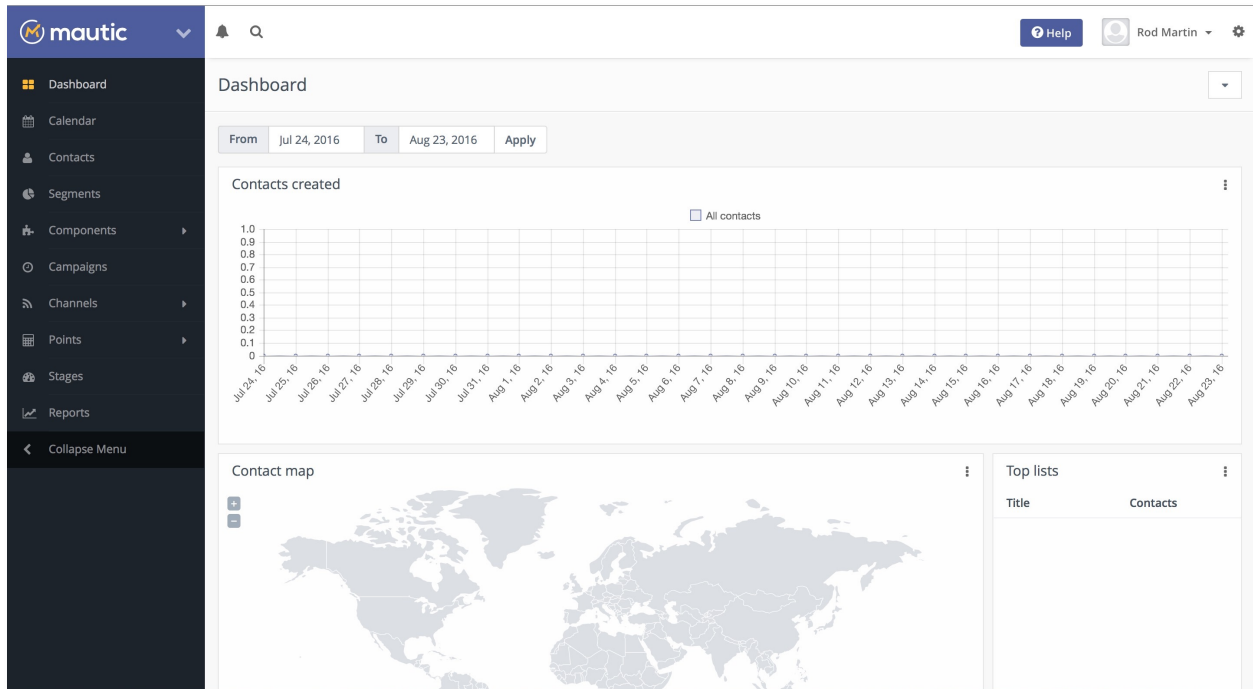 mautic
Help
Rod Martin
Dashboard
Calendar
Contacts
Segments
Components
Campaigns
Channels
Points
Stages
Reports
Collapse Menu
Dashboard
From Jul 24, 2016 To Aug 23, 2016 Apply
Contacts created
All contacts
1.0
0.9
0.8
0.7
0.6
0.5
0.4
0.3
0.2
0.1
0
Jul 24, 16 Jul 25, 16 Jul 26, 16 Jul 27, 16 Jul 28, 16 Jul 29, 16 Jul 30, 16 Jul 31, 16 Aug 1, 16 Aug 2, 16 Aug 3, 16 Aug 4, 16 Aug 5, 16 Aug 6, 16 Aug 7, 16 Aug 8, 16 Aug 9, 16 Aug 10, 16 Aug 11, 16 Aug 12, 16 Aug 13, 16 Aug 14, 16 Aug 15, 16 Aug 16, 16 Aug 17, 16 Aug 18, 16 Aug 19, 16 Aug 20, 16 Aug 21, 16 Aug 22, 16 Aug 23, 16
Contact map
+
-
Top lists
Title Contacts